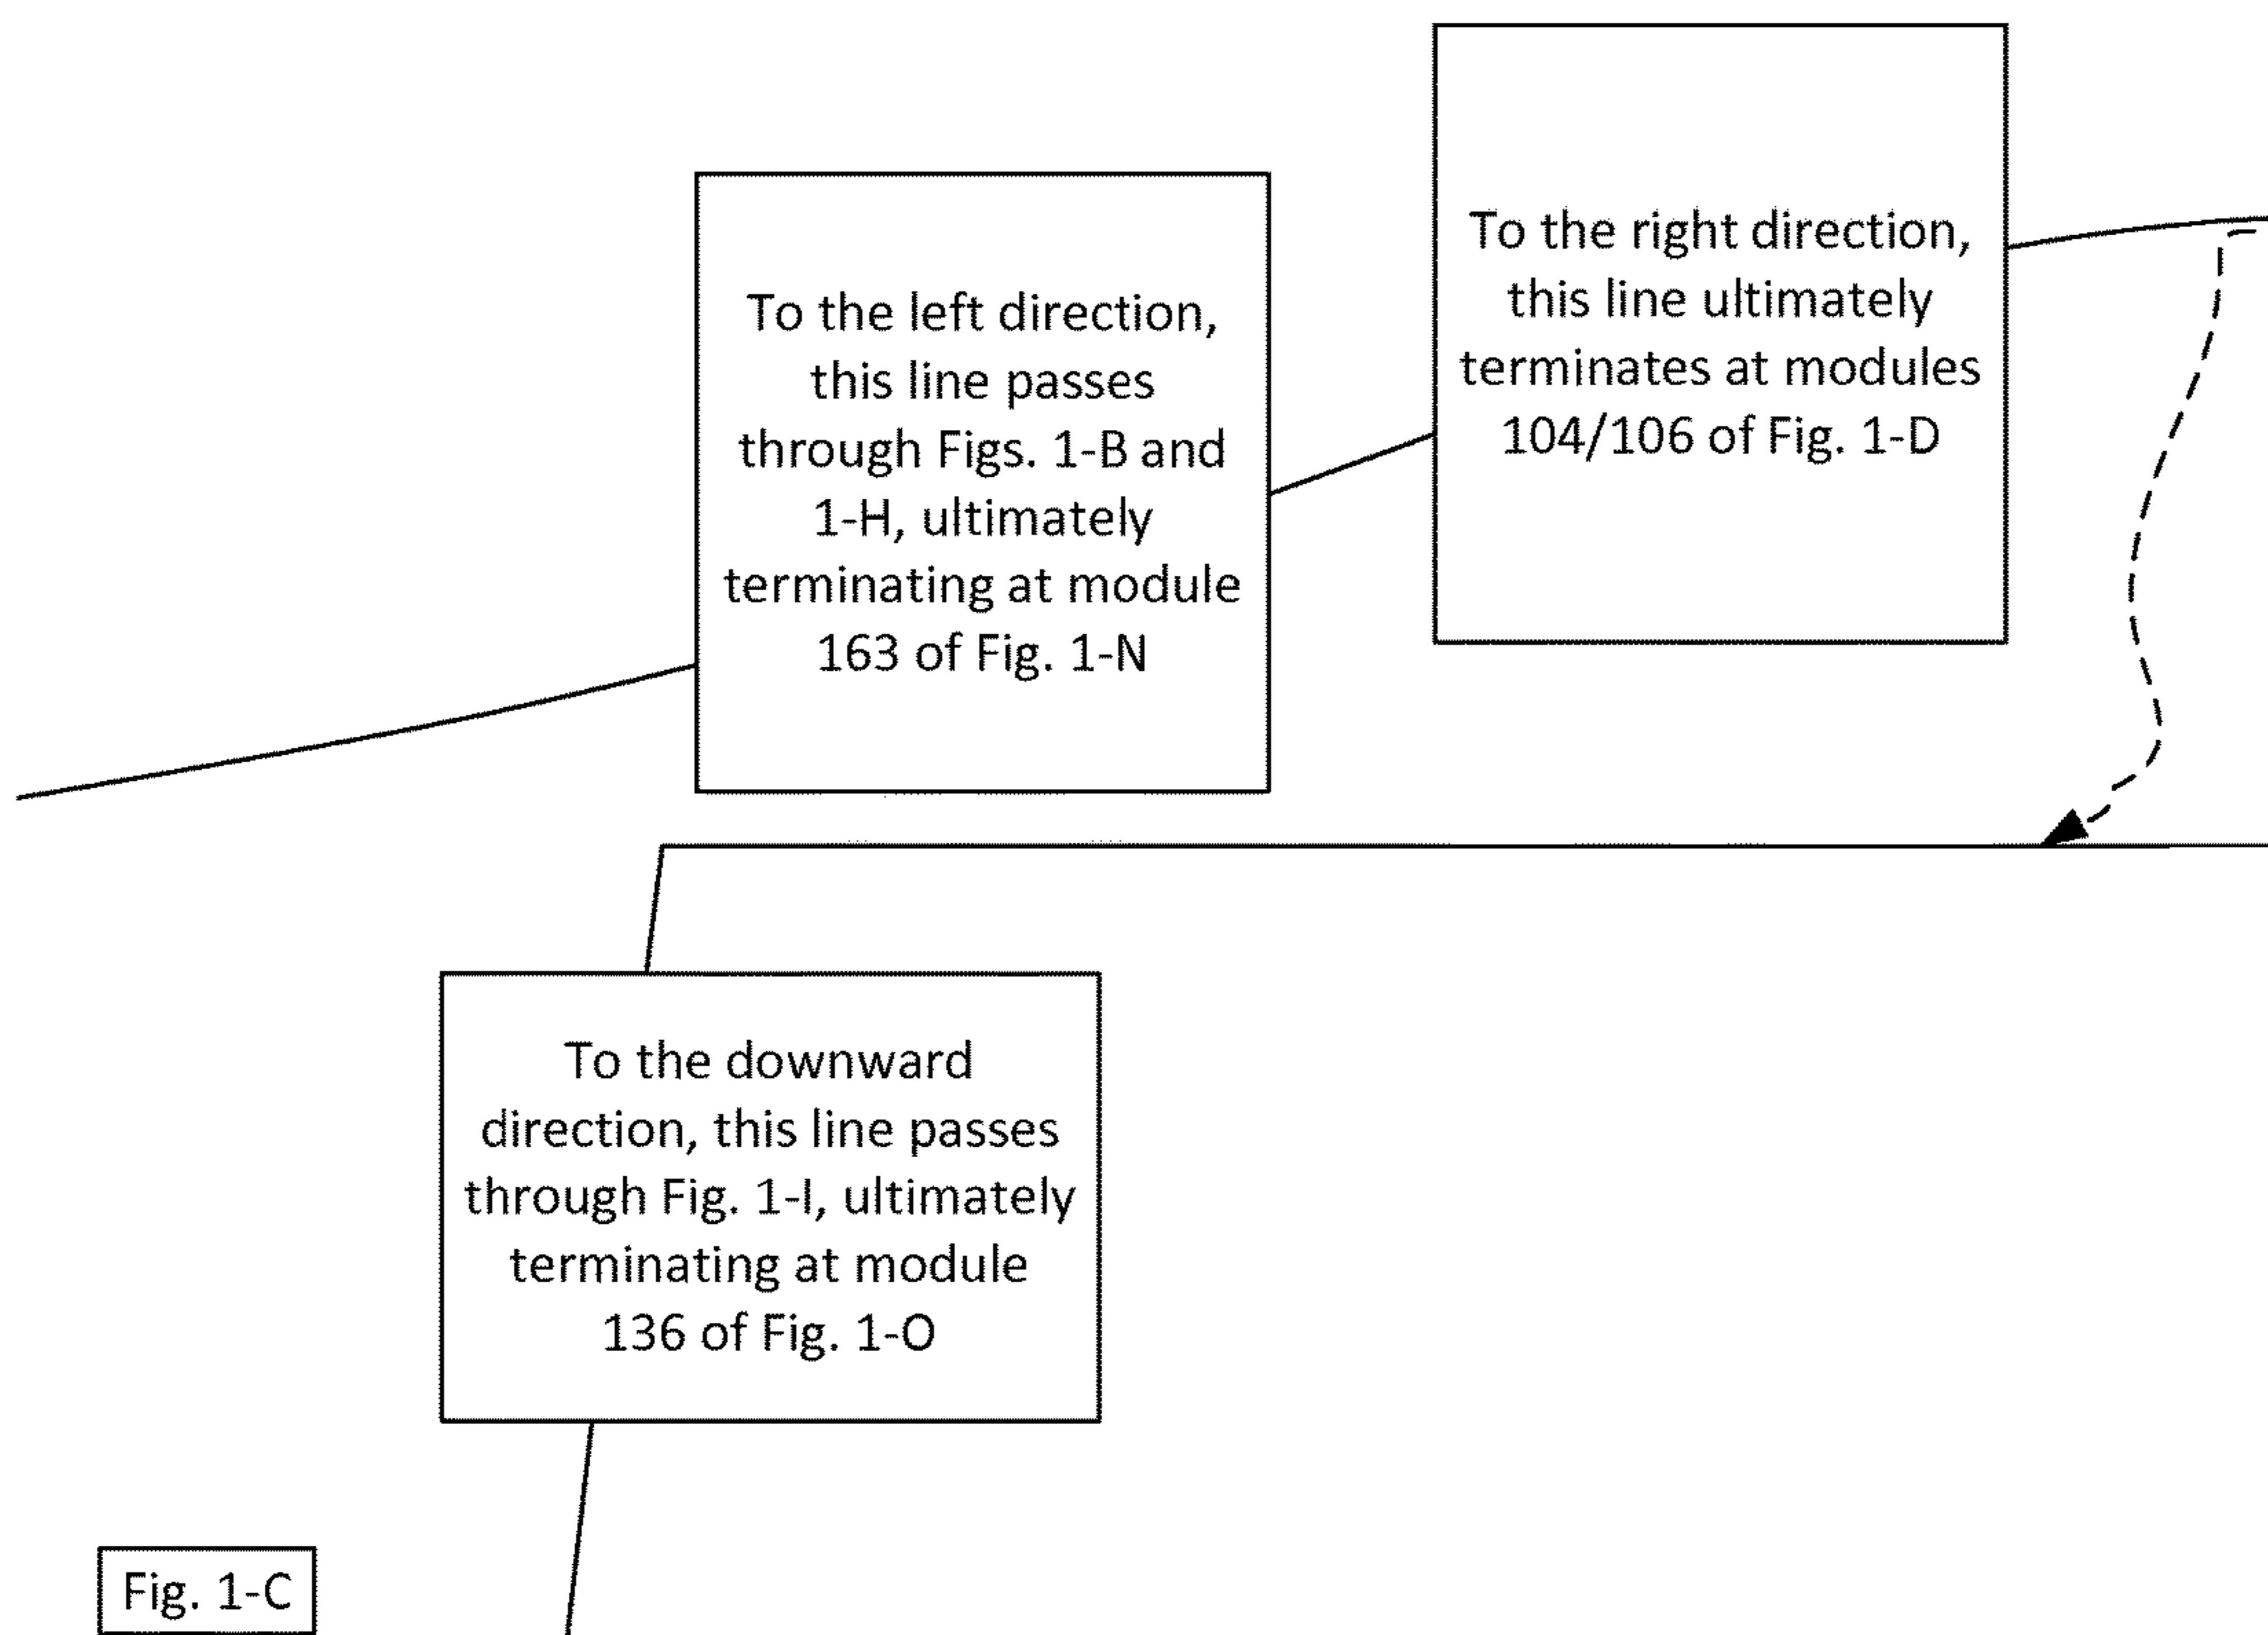 To the left direction,
this line passes
through Figs. 1-B and
1-H, ultimately
terminating at module
163 of Fig. 1-N
To the right direction,
this line ultimately
terminates at modules
104/106 of Fig. 1-D
To the downward
direction, this line passes
through Fig. 1-I, ultimately
terminating at module
136 of Fig. 1-O
Fig. 1-C